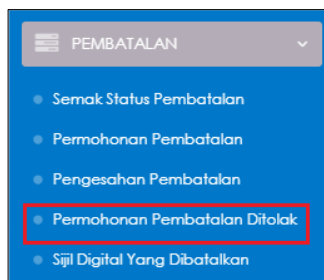 PEMBATALAN
Semak Status Pembatalan
Permohonan Pembatalan
Pengesahan Pembatalan
Permohonan Pembatalan Ditolak
Sijil Digital Yang Dibatalkan